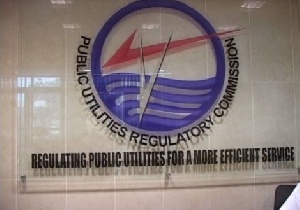 PUBLIC UTILITIES REGULATORY COMMISSION
REGULATING PUBLIC UTILITIES FOR A MORE EFFICIENT SERVICE